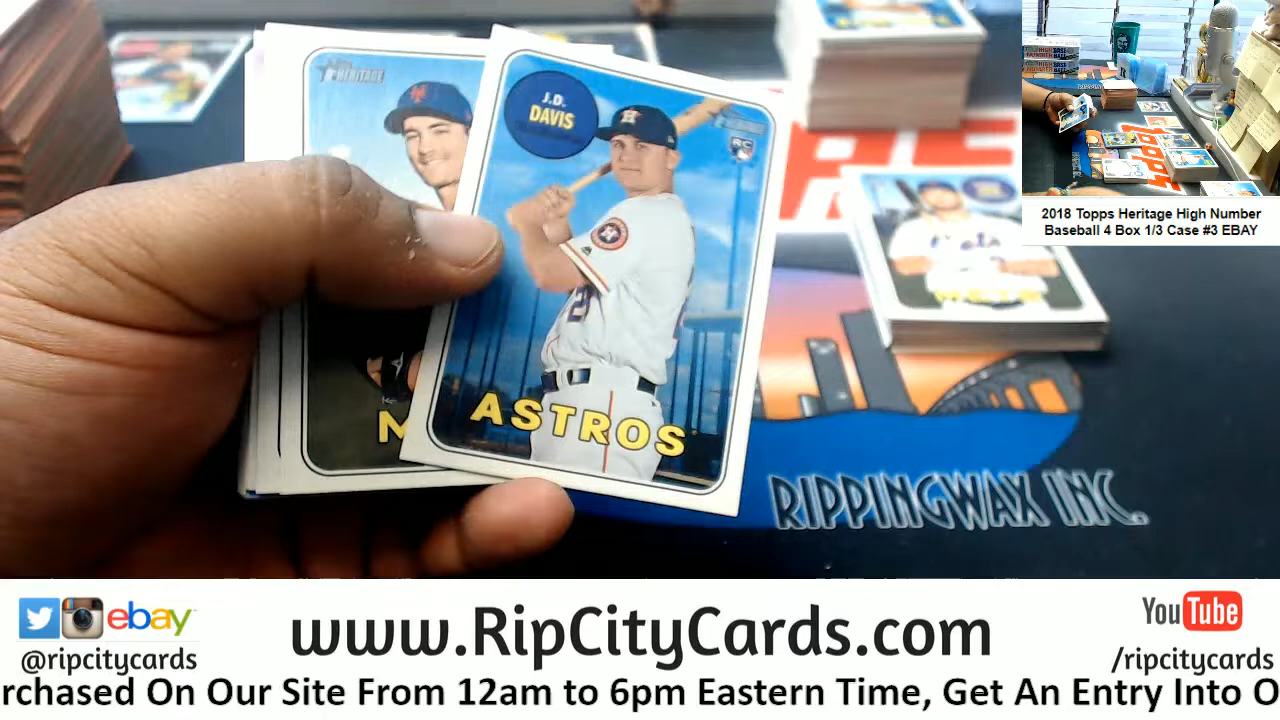 HERITAGE
J.D.
DAVIS
RC
ASTROS
M
METS
Topps
2018 Topps Heritage High Number
Baseball 4 Box 1/3 Case #3 EBAY
RIPPINGWAX INC.
ebay
@ripcitycards
www.RipCityCards.com
YouTube
/ripcitycards
rchased On Our Site From 12am to 6pm Eastern Time, Get An Entry Into O